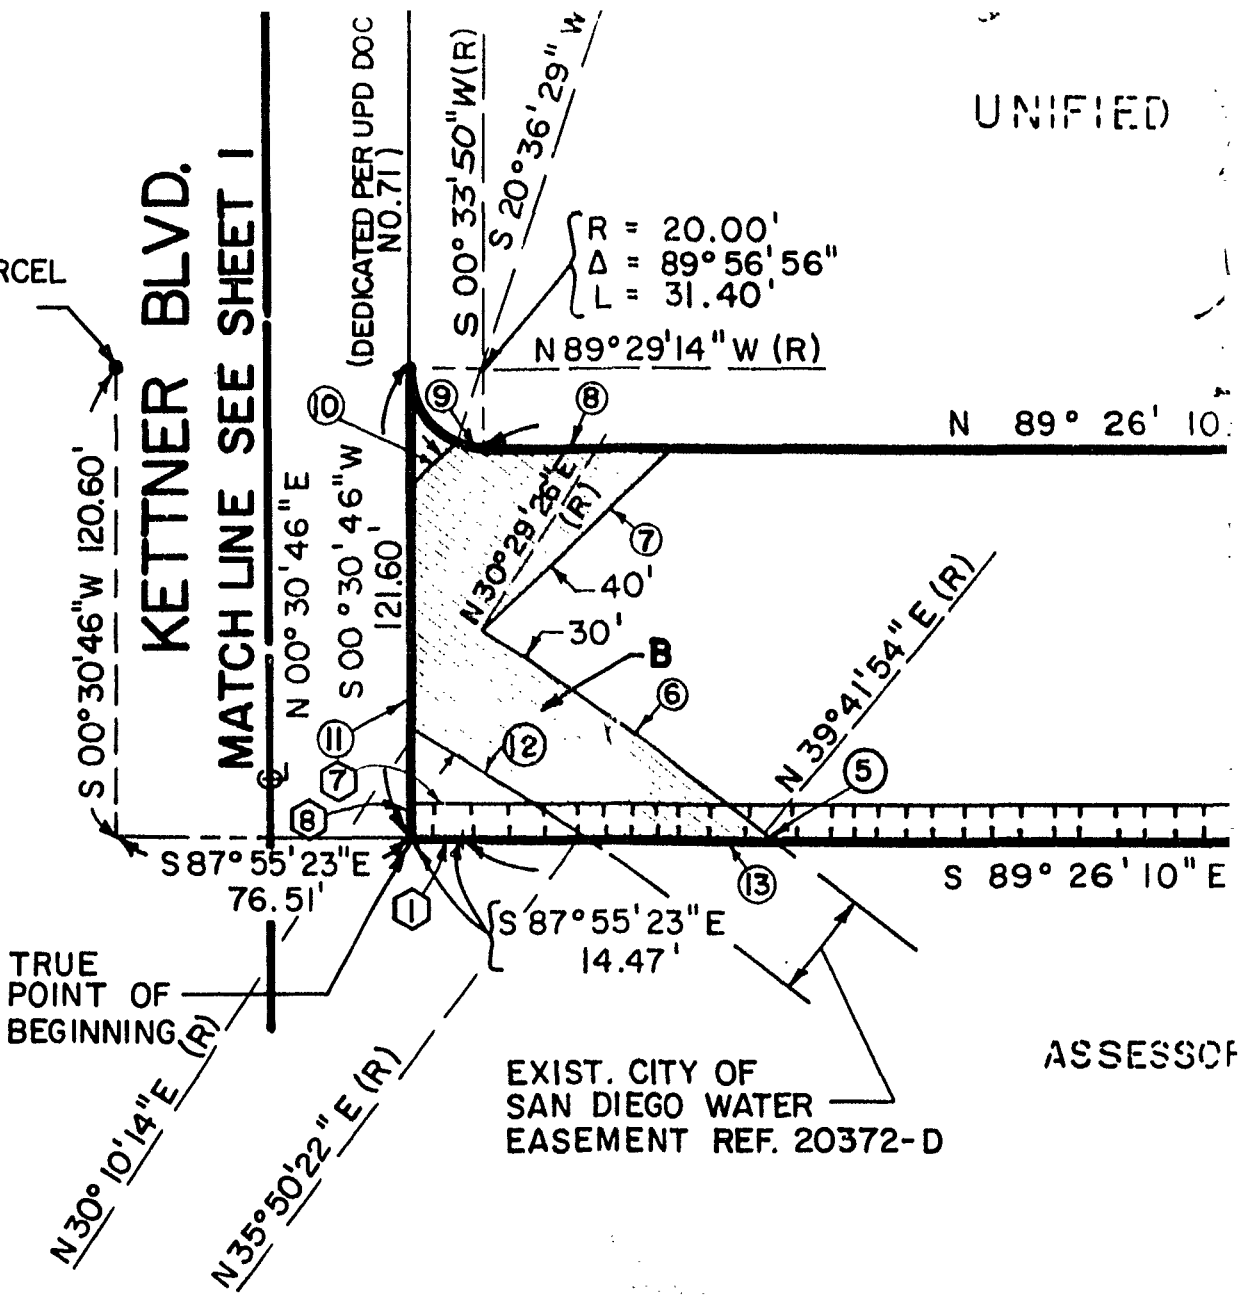 UNIFIED
(DEDICATED PER UPD DOC
NO.71)
S 00°33'50"W(R)
S 20°36'29" W
R = 20.00'
Δ = 89°56'56"
L = 31.40'
RCEL
KETTNER BLVD.
MATCH LINE SEE SHEET 1
N 89°29'14" W (R)
10
9
8
N 89° 26' 10
S 00°30'46"W 120.60'
N 00°30'46"E
S 00°30'46"W
121.60'
N30°29'26"E
(R)
7
40'
30'
B
6
N 39°41'54" E (R)
11
12
7
5
8
S87°55'23"E
76.51'
1
13
S 89°26'10"E
S 87°55'23"E
14.47'
TRUE
POINT OF
BEGINNING
N30°10'14"E (R)
N35°50'22"E (R)
EXIST. CITY OF
SAN DIEGO WATER
EASEMENT REF. 20372-D
ASSESSOR